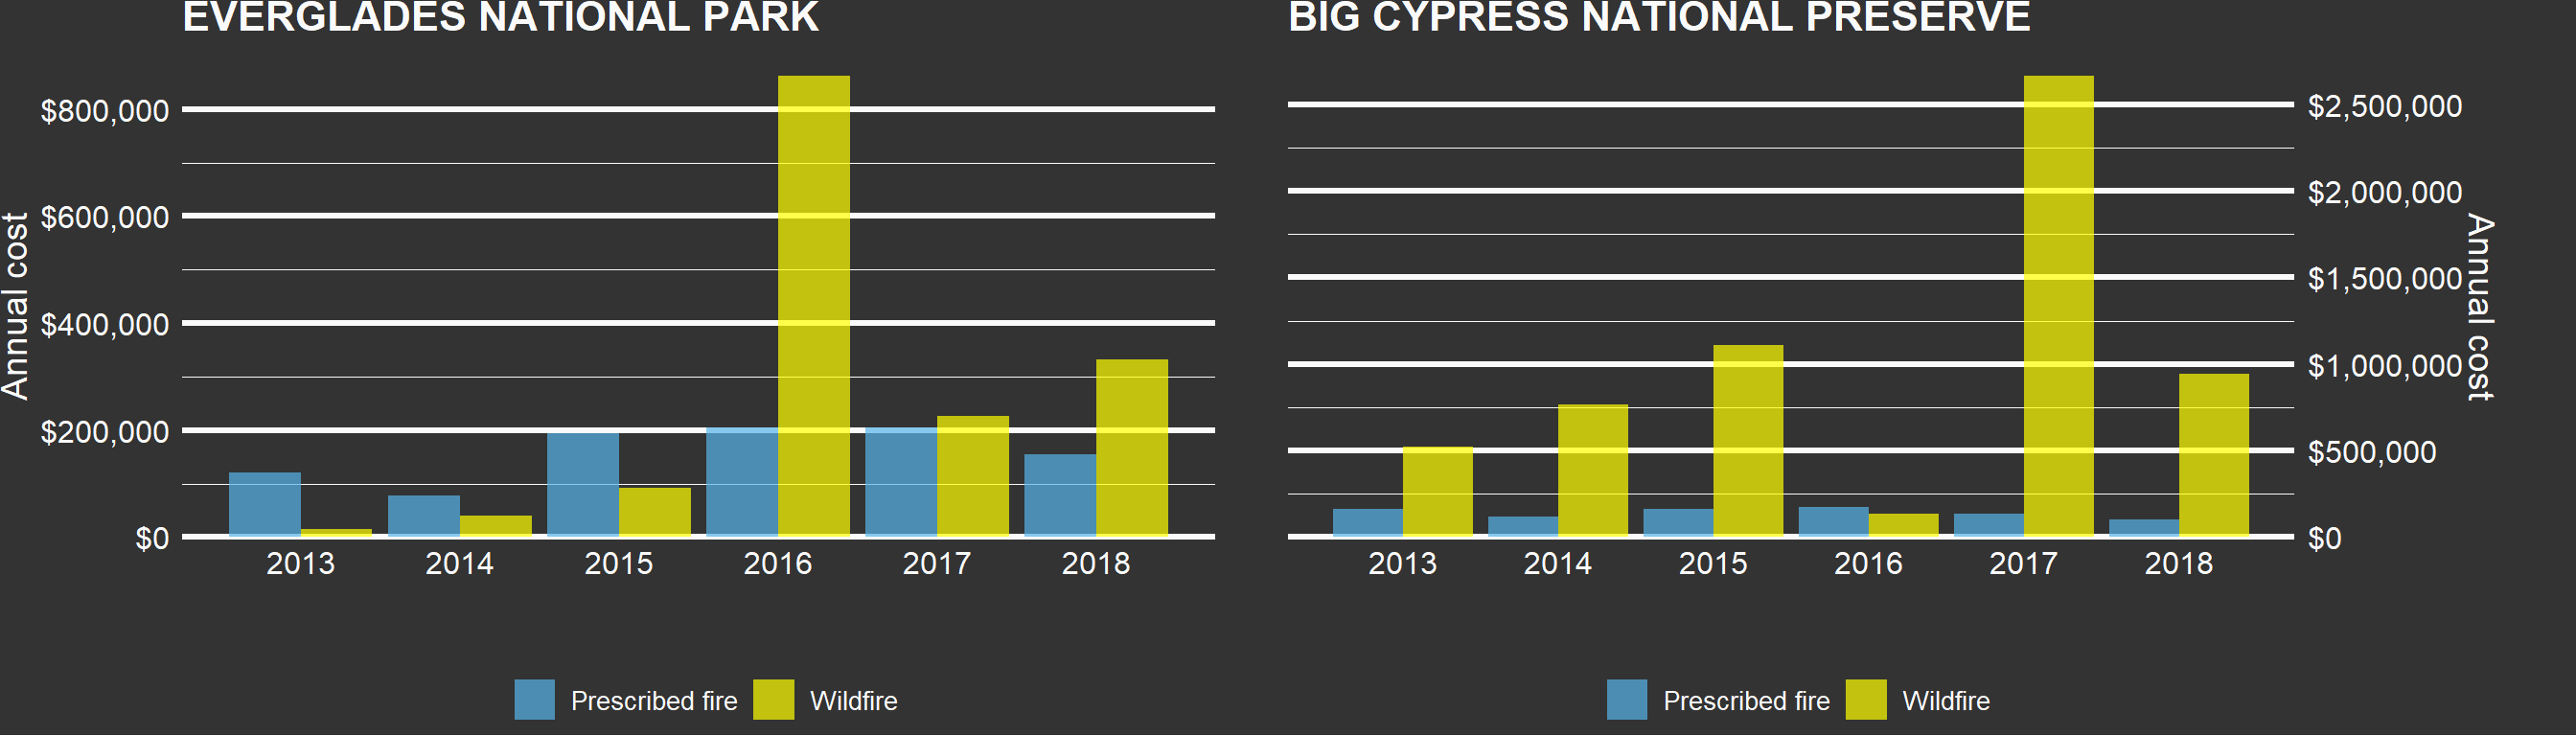 EVERGLADES NATIONAL PARK
$800,000
$600,000
$400,000
$200,000
$0
Annual cost
2013 2014 2015 2016 2017 2018
Prescribed fire Wildfire
BIG CYPRESS NATIONAL PRESERVE
$2,500,000
$2,000,000
$1,500,000
$1,000,000
$500,000
$0
Annual cost
2013 2014 2015 2016 2017 2018
Prescribed fire Wildfire